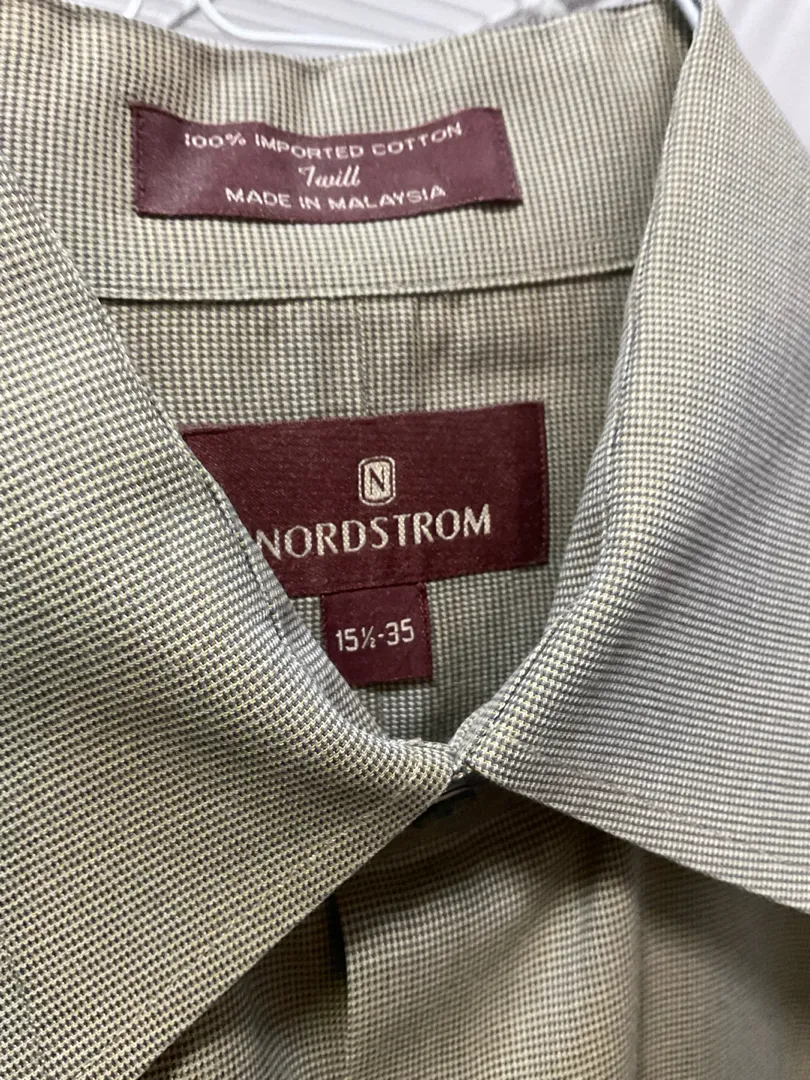 100% IMPORTED COTTON
Twill
MADE IN MALAYSIA
N
NORDSTROM
15½-35